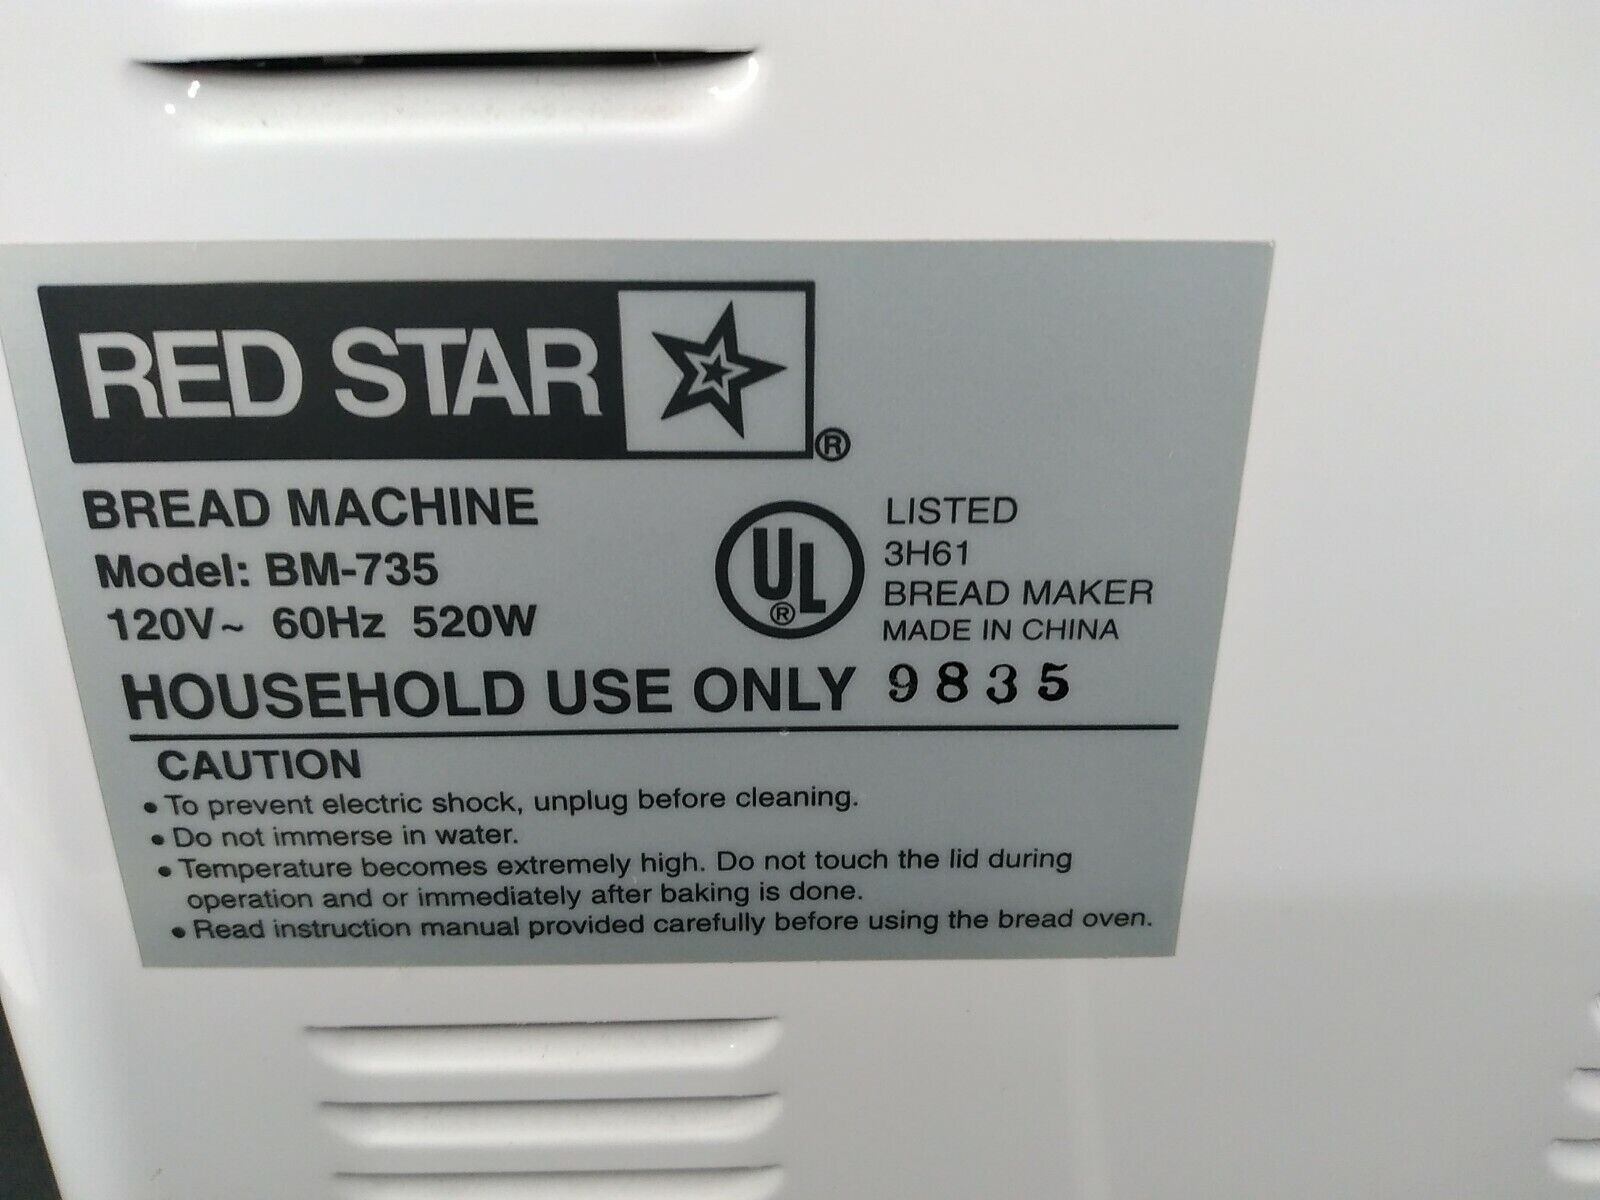 RED STAR ®
BREAD MACHINE
Model: BM-735
120V~ 60Hz 520W
UL ®
LISTED
3H61
BREAD MAKER
MADE IN CHINA
HOUSEHOLD USE ONLY 9835
CAUTION
• To prevent electric shock, unplug before cleaning.
• Do not immerse in water.
• Temperature becomes extremely high. Do not touch the lid during
operation and or immediately after baking is done.
• Read instruction manual provided carefully before using the bread oven.